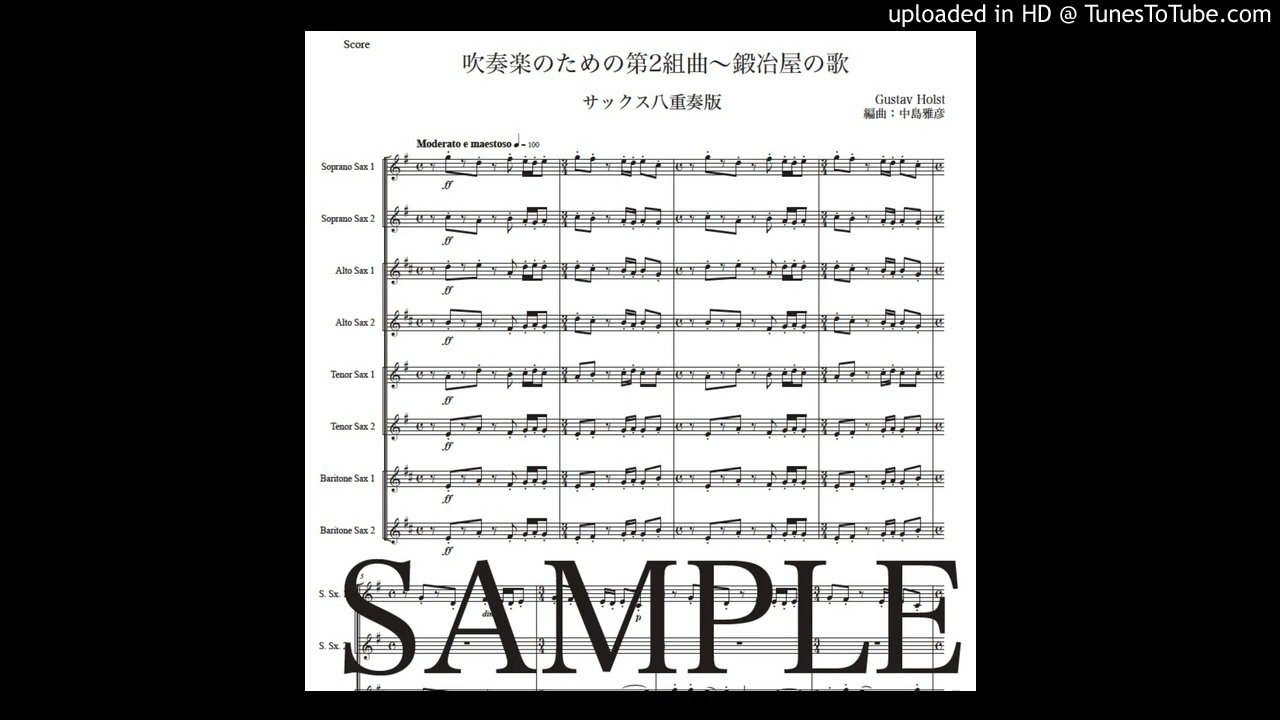 uploaded in HD @ TunesToTube.com
Score
吹奏楽のための第2組曲～鍛冶屋の歌
サックス八重奏版
Gustav Holst
編曲：中島雅彦
Moderato e maestoso ♩= 100
Soprano Sax 1
ff
Soprano Sax 2
ff
Alto Sax 1
ff
Alto Sax 2
ff
Tenor Sax 1
ff
Tenor Sax 2
ff
Baritone Sax 1
ff
Baritone Sax 2
ff
SAMPLE
5
S. Sx.
p
S. Sx. 2